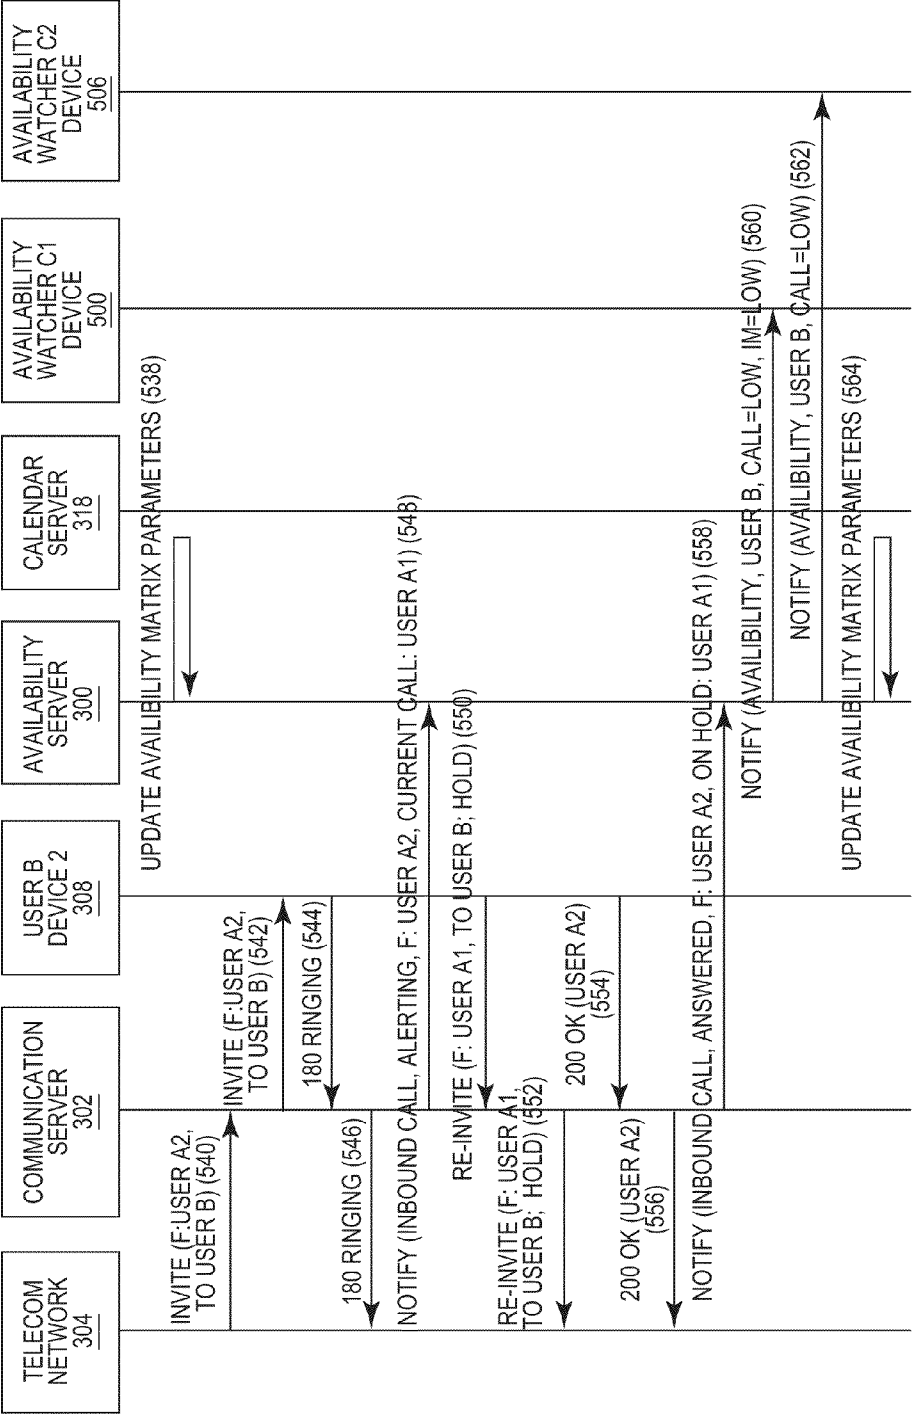 TELECOM
NETWORK
304
COMMUNICATION
SERVER
302
USER B
DEVICE 2
308
AVAILABILITY
SERVER
300
CALENDAR
SERVER
318
AVAILABILITY
WATCHER C1
DEVICE
500
AVAILABILITY
WATCHER C2
DEVICE
506
UPDATE AVAILIBILITY MATRIX PARAMETERS (538)
INVITE (F:USER A2,
TO USER B) (540)
INVITE (F:USER A2,
TO USER B) (542)
180 RINGING (544)
180 RINGING (546)
NOTIFY (INBOUND CALL, ALERTING, F: USER A2, CURRENT CALL: USER A1) (548)
RE-INVITE (F: USER A1, TO USER B; HOLD) (550)
RE-INVITE (F: USER A1,
TO USER B; HOLD) (552)
200 OK (USER A2)
(554)
200 OK (USER A2)
(556)
NOTIFY (INBOUND CALL, ANSWERED, F: USER A2, ON HOLD: USER A1) (558)
NOTIFY (AVAILIBILITY, USER B, CALL=LOW, IM=LOW) (560)
NOTIFY (AVAILIBILITY, USER B, CALL=LOW) (562)
UPDATE AVAILIBILITY MATRIX PARAMETERS (564)